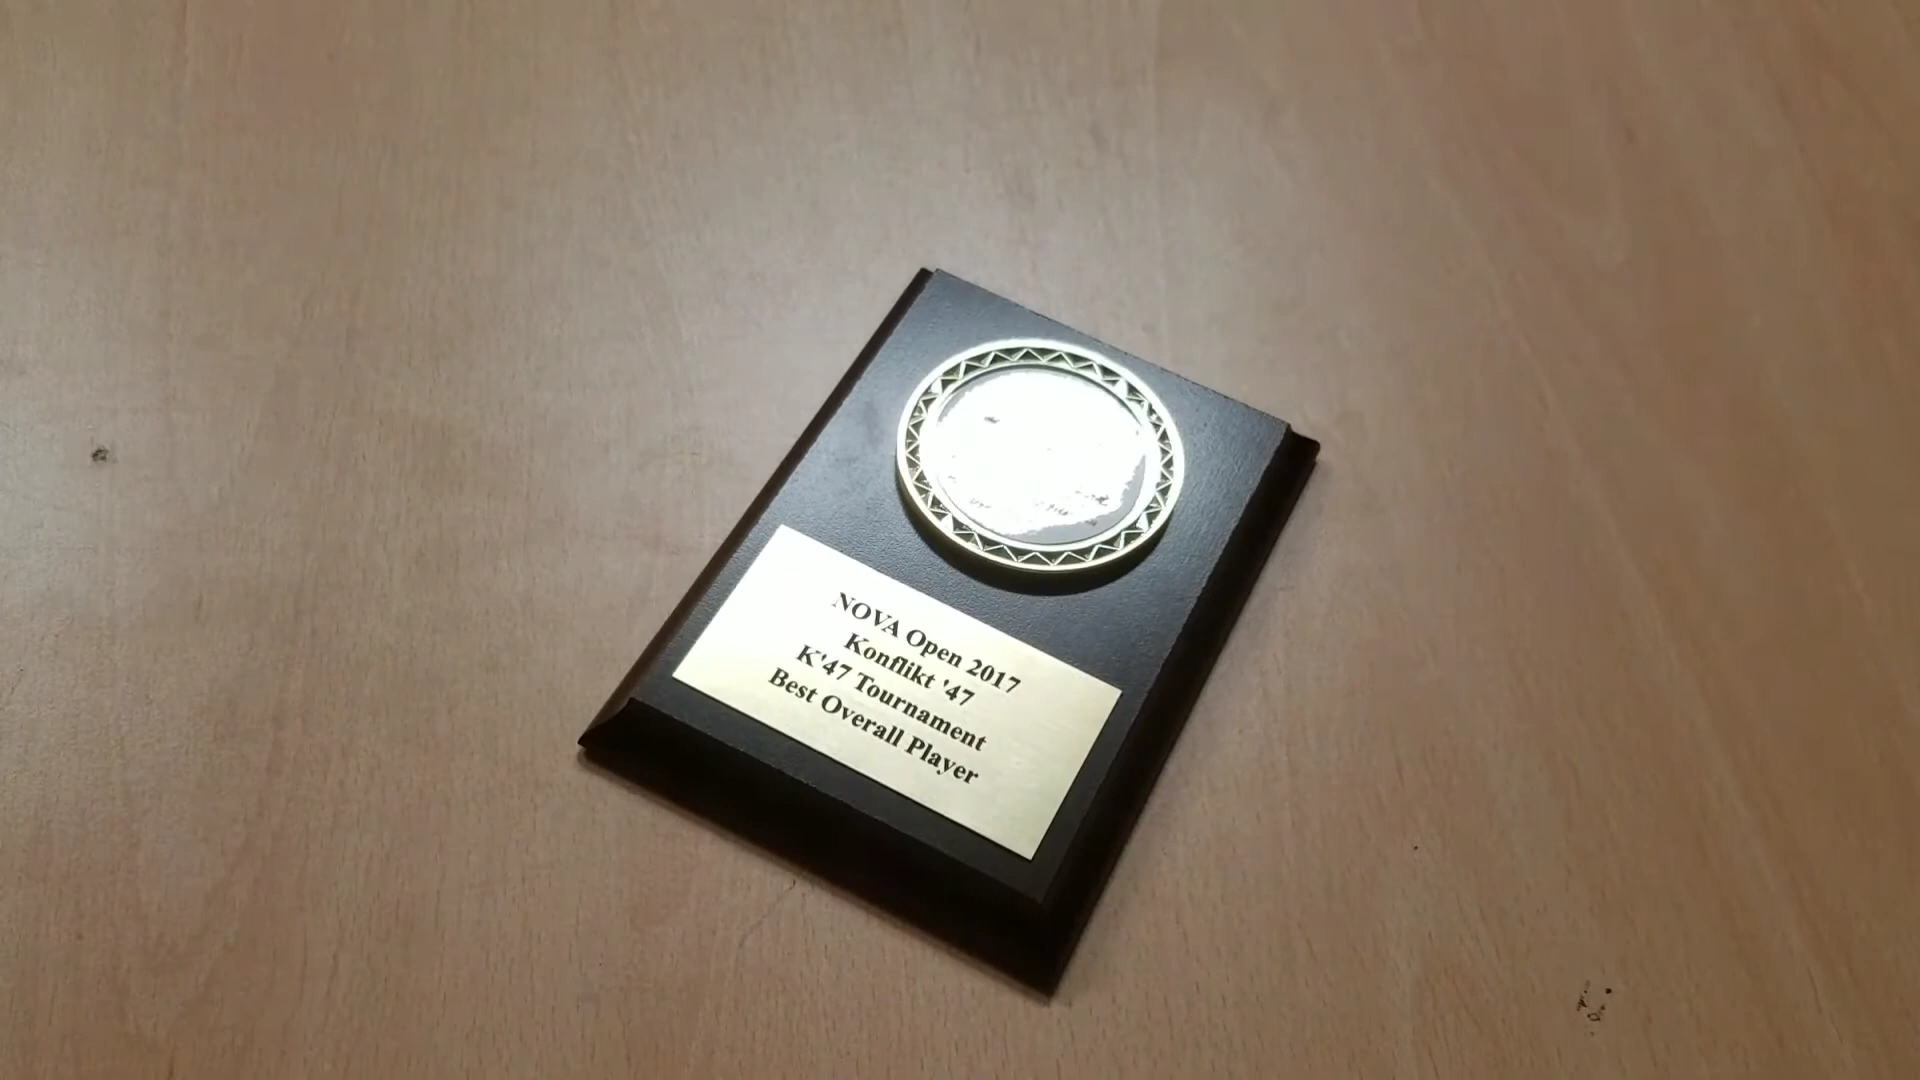 NOVA Open 2017
Konflikt '47
K'47 Tournament
Best Overall Player